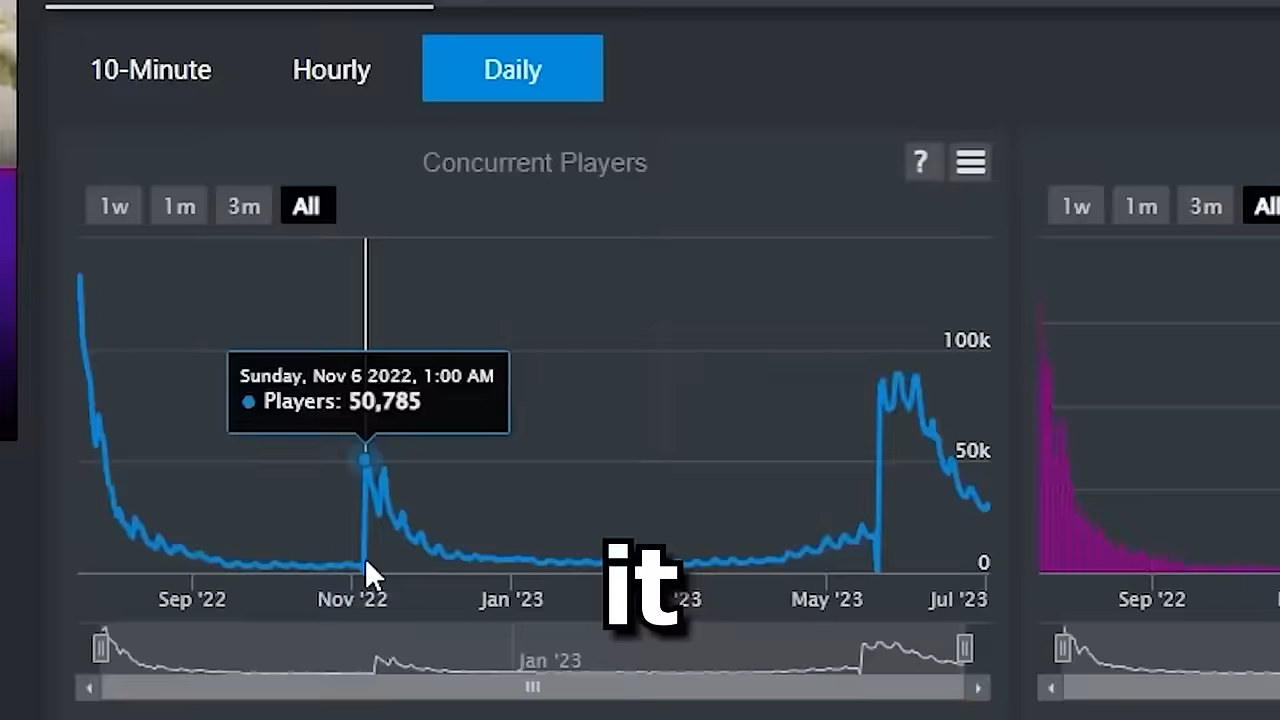 10-Minute Hourly Daily
Concurrent Players ?
1w 1m 3m All
1w 1m 3m All
100k
Sunday, Nov 6 2022, 1:00 AM
Players: 50,785
50k
0
Sep '22 Nov '22 Jan '23 '23 May '23 Jul '23
Sep '22
it
Jan '23